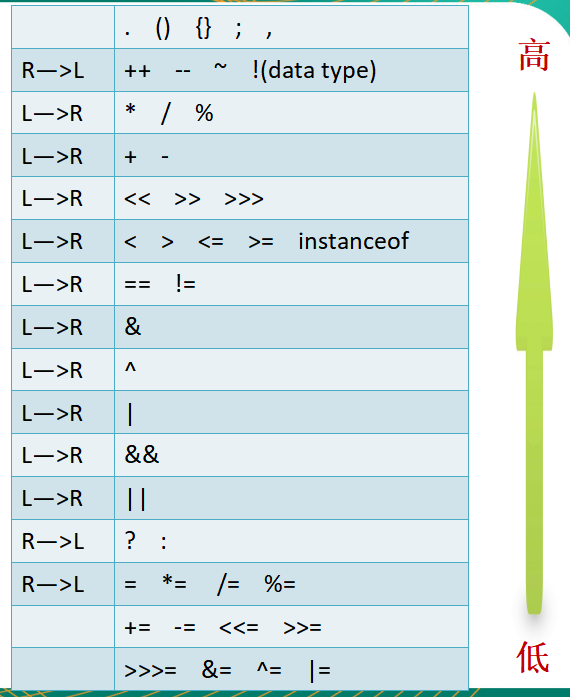 . () {} ; ,
高
R—>L ++ -- ~ !(data type)
L—>R * / %
L—>R + -
L—>R << >> >>>
L—>R < > <= >= instanceof
L—>R == !=
L—>R &
L—>R ^
L—>R |
L—>R &&
L—>R ||
R—>L ? :
R—>L = *= /= %=
+= -= <<= >>=
>>>= &= ^= |=
低